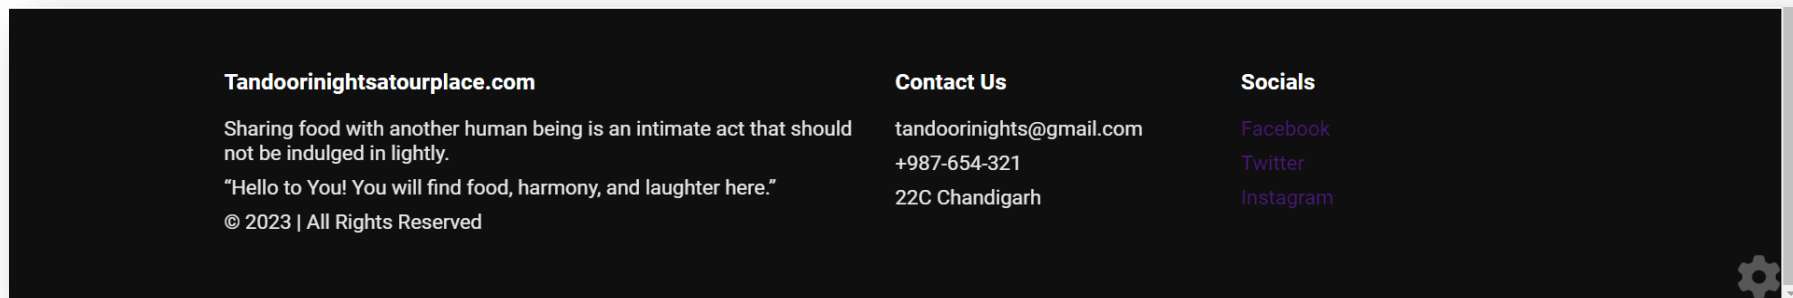 Tandoorinightsatourplace.com
Sharing food with another human being is an intimate act that should
not be indulged in lightly.
“Hello to You! You will find food, harmony, and laughter here.”
© 2023 | All Rights Reserved
Contact Us
tandoorinights@gmail.com
+987-654-321
22C Chandigarh
Socials
Facebook
Twitter
Instagram